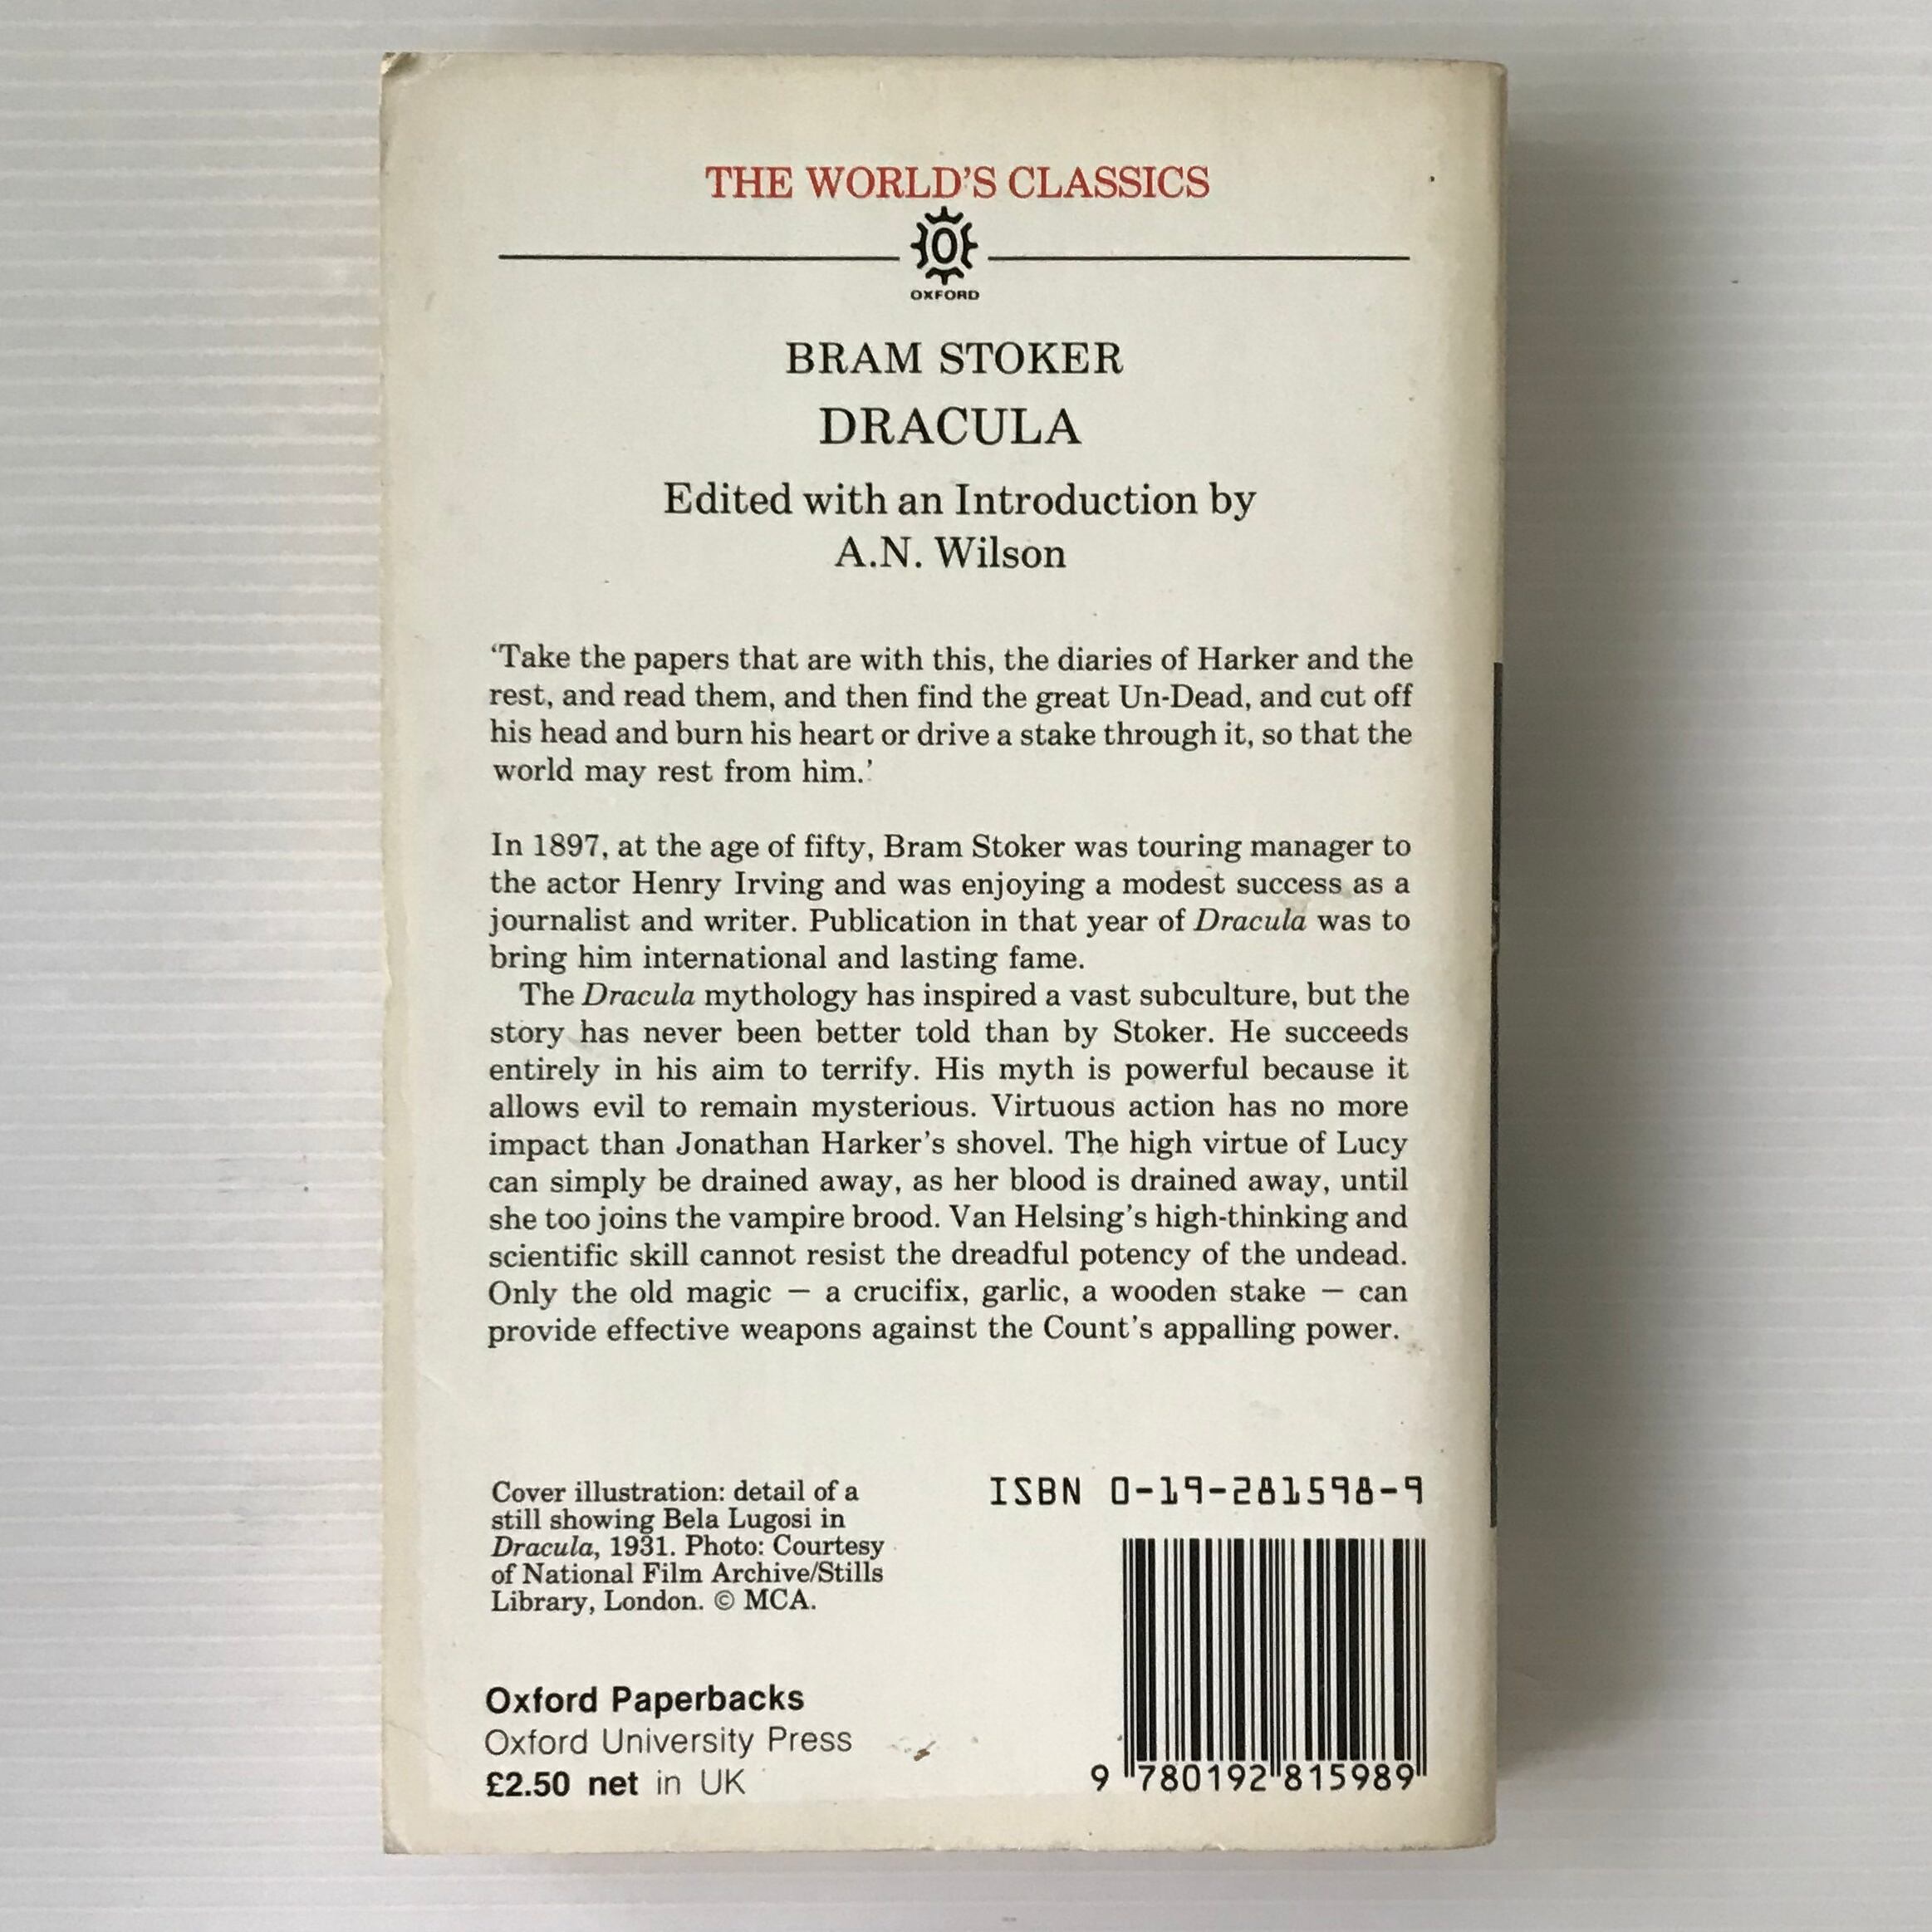 THE WORLD'S CLASSICS
O
OXFORD
BRAM STOKER
DRACULA
Edited with an Introduction by
A.N. Wilson
‘Take the papers that are with this, the diaries of Harker and the
rest, and read them, and then find the great Un-Dead, and cut off
his head and burn his heart or drive a stake through it, so that the
world may rest from him.’
In 1897, at the age of fifty, Bram Stoker was touring manager to
the actor Henry Irving and was enjoying a modest success as a
journalist and writer. Publication in that year of Dracula was to
bring him international and lasting fame.
The Dracula mythology has inspired a vast subculture, but the
story has never been better told than by Stoker. He succeeds
entirely in his aim to terrify. His myth is powerful because it
allows evil to remain mysterious. Virtuous action has no more
impact than Jonathan Harker's shovel. The high virtue of Lucy
can simply be drained away, as her blood is drained away, until
she too joins the vampire brood. Van Helsing's high-thinking and
scientific skill cannot resist the dreadful potency of the undead.
Only the old magic — a crucifix, garlic, a wooden stake — can
provide effective weapons against the Count's appalling power.
Cover illustration: detail of a
still showing Bela Lugosi in
Dracula, 1931. Photo: Courtesy
of National Film Archive/Stills
Library, London. © MCA.
ISBN 0-19-281598-9
Oxford Paperbacks
Oxford University Press
£2.50 net in UK
9 780192 815989